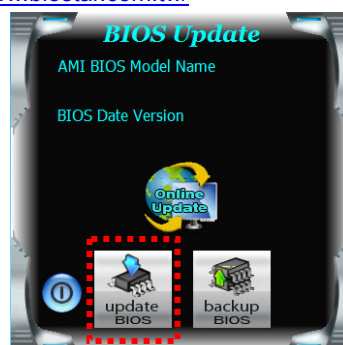 BIOS Update
AMI BIOS Model Name
BIOS Date Version
Online
Update
update
BIOS
backup
BIOS